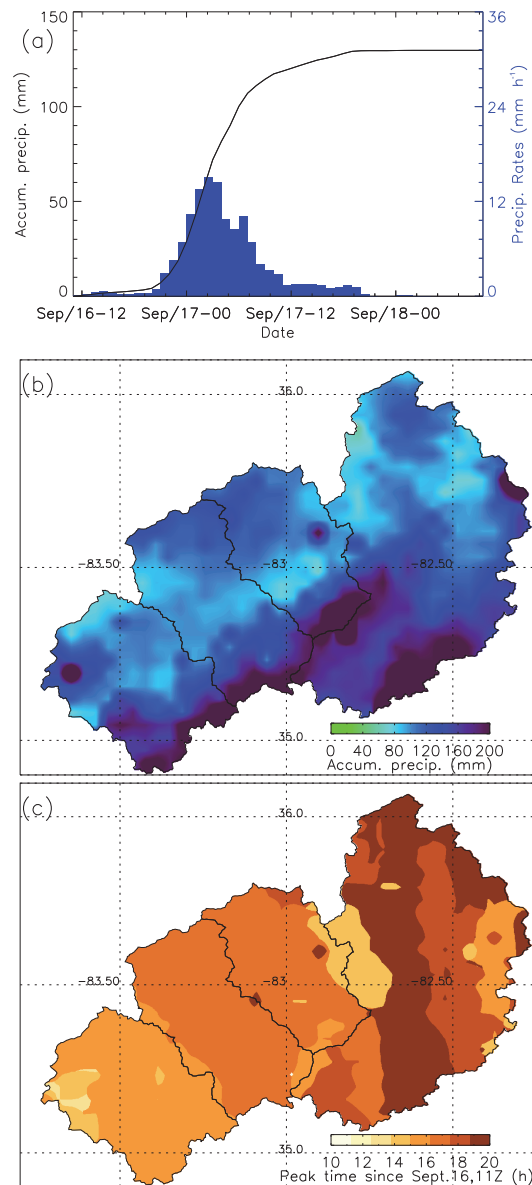 (a)
150
100
50
0
Accum. precip. (mm)
36
24
12
0
Precip. Rates (mm h⁻¹)
Sep/16−12 Sep/17−00 Sep/17−12 Sep/18−00
Date
(b)
36.0
−83.50 −83 −82.50
35.0
0 40 80 120 160 200
Accum. precip. (mm)
(c)
36.0
−83.50 −83 −82.50
35.0
10 12 14 16 18 20
Peak time since Sept.16,11Z (h)